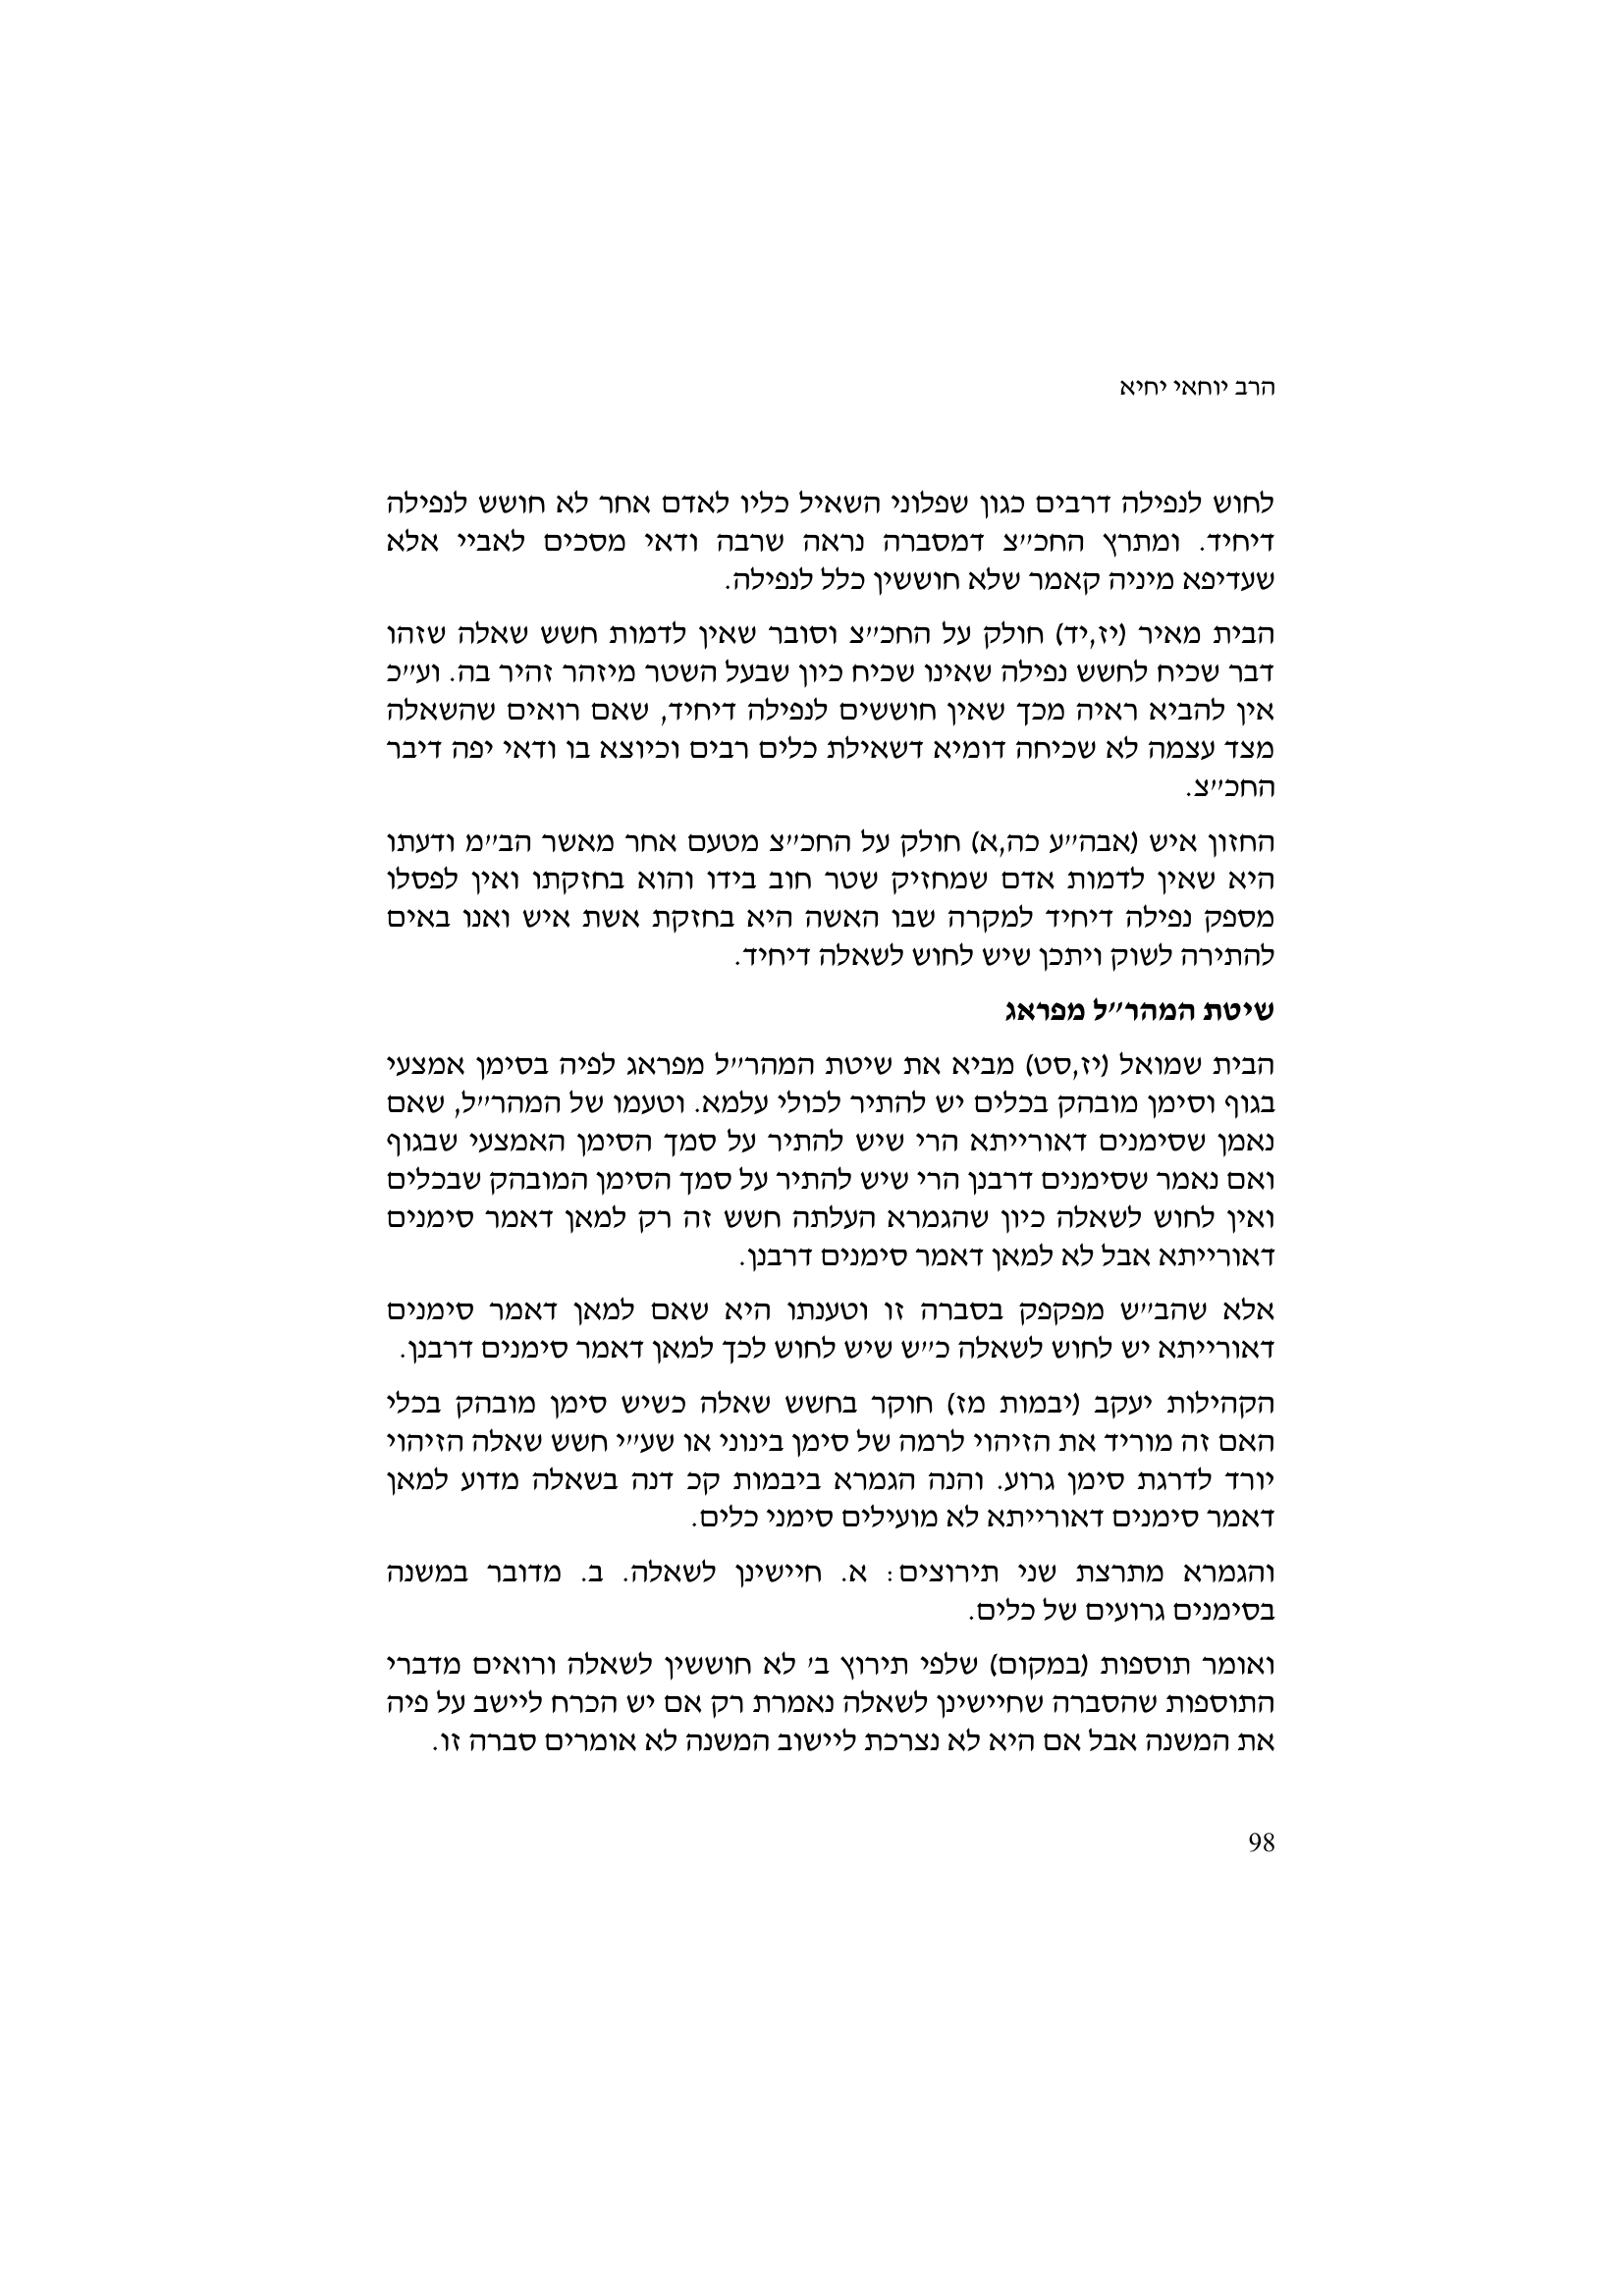 הרב יוחאי יחיא
לחוש לנפילה דרבים כגון שפלוני השאיל כליו לאדם אחר לא חושש לנפילה
דיחיד. ומתרץ החכ״צ דמסברה נראה שרבה ודאי מסכים לאביי אלא
שעדיפא מיניה קאמר שלא חוששין כלל לנפילה.
הבית מאיר (יז,יד) חולק על החכ״צ וסובר שאין לדמות חשש שאלה שזהו
דבר שכיח לחשש נפילה שאינו שכיח כיון שבעל השטר מיזהר זהיר בה. וע״כ
אין להביא ראיה מכך שאין חוששים לנפילה דיחיד, שאם רואים שהשאלה
מצד עצמה לא שכיחה דומיא דשאילת כלים רבים וכיוצא בו ודאי יפה דיבר
החכ״צ.
החזון איש (אבה״ע כה,א) חולק על החכ״צ מטעם אחר מאשר הב״מ ודעתו
היא שאין לדמות אדם שמחזיק שטר חוב בידו והוא בחזקתו ואין לפסלו
מספק נפילה דיחיד למקרה שבו האשה היא בחזקת אשת איש ואנו באים
להתירה לשוק ויתכן שיש לחוש לשאלה דיחיד.
שיטת המהר״ל מפראג
הבית שמואל (יז,סט) מביא את שיטת המהר״ל מפראג לפיה בסימן אמצעי
בגוף וסימן מובהק בכלים יש להתיר לכולי עלמא. וטעמו של המהר״ל, שאם
נאמן שסימנים דאורייתא הרי שיש להתיר על סמך הסימן האמצעי שבגוף
ואם נאמר שסימנים דרבנן הרי שיש להתיר על סמך הסימן המובהק שבכלים
ואין לחוש לשאלה כיון שהגמרא העלתה חשש זה רק למאן דאמר סימנים
דאורייתא אבל לא למאן דאמר סימנים דרבנן.
אלא שהב״ש מפקפק בסברה זו וטענתו היא שאם למאן דאמר סימנים
דאורייתא יש לחוש לשאלה כ״ש שיש לחוש לכך למאן דאמר סימנים דרבנן.
הקהילות יעקב (יבמות מז) חוקר בחשש שאלה כשיש סימן מובהק בכלי
האם זה מוריד את הזיהוי לרמה של סימן בינוני או שע״י חשש שאלה הזיהוי
יורד לדרגת סימן גרוע. והנה הגמרא ביבמות קכ דנה בשאלה מדוע למאן
דאמר סימנים דאורייתא לא מועילים סימני כלים.
והגמרא מתרצת שני תירוצים: א. חיישינן לשאלה. ב. מדובר במשנה
בסימנים גרועים של כלים.
ואומר תוספות (במקום) שלפי תירוץ ב׳ לא חוששין לשאלה ורואים מדברי
התוספות שהסברה שחיישינן לשאלה נאמרת רק אם יש הכרח ליישב על פיה
את המשנה אבל אם היא לא נצרכת ליישוב המשנה לא אומרים סברה זו.
98